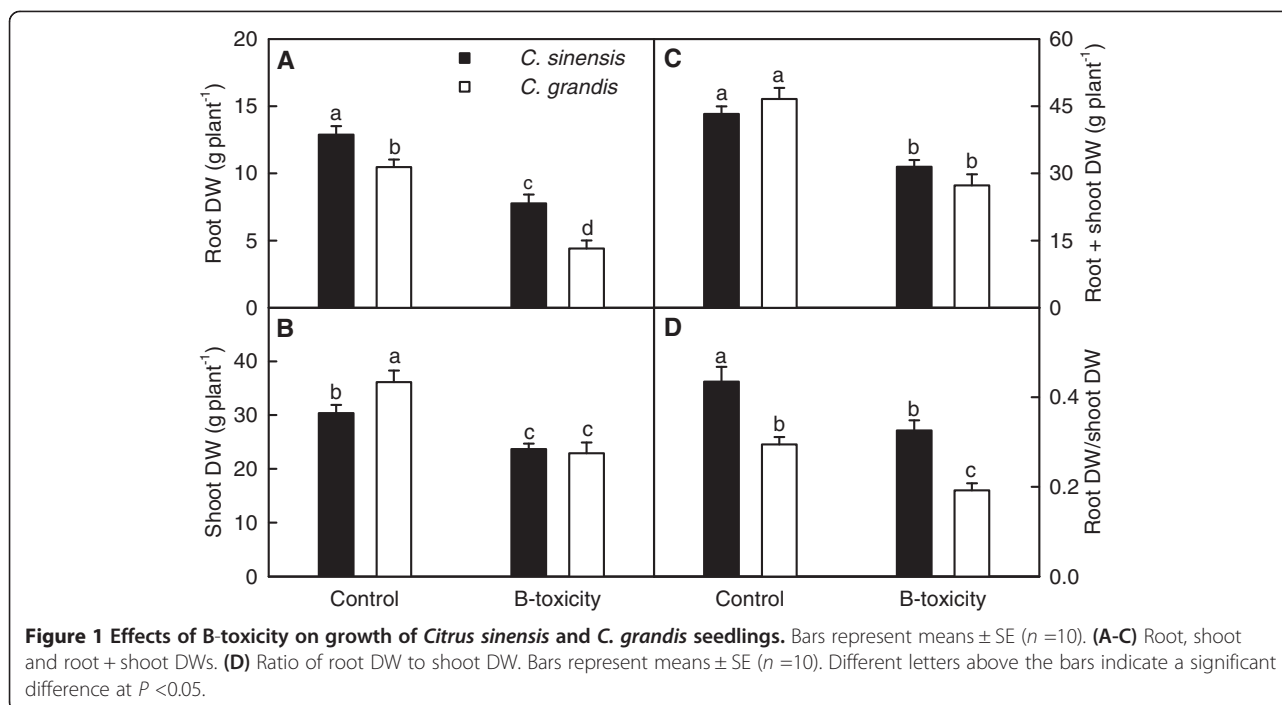 A
C. sinensis
C. grandis
Root DW (g plant⁻¹)
20
15
10
5
0
a
b
c
d
C
Root + shoot DW (g plant⁻¹)
60
45
30
15
0
a
a
b
b
B
Shoot DW (g plant⁻¹)
40
30
20
10
0
b
a
c
c
Control
B-toxicity
D
Root DW/shoot DW
0.4
0.2
0.0
a
b
b
c
Control
B-toxicity
Figure 1 Effects of B-toxicity on growth of Citrus sinensis and C. grandis seedlings. Bars represent means ± SE (n =10). (A-C) Root, shoot
and root + shoot DWs. (D) Ratio of root DW to shoot DW. Bars represent means ± SE (n =10). Different letters above the bars indicate a significant
difference at P <0.05.